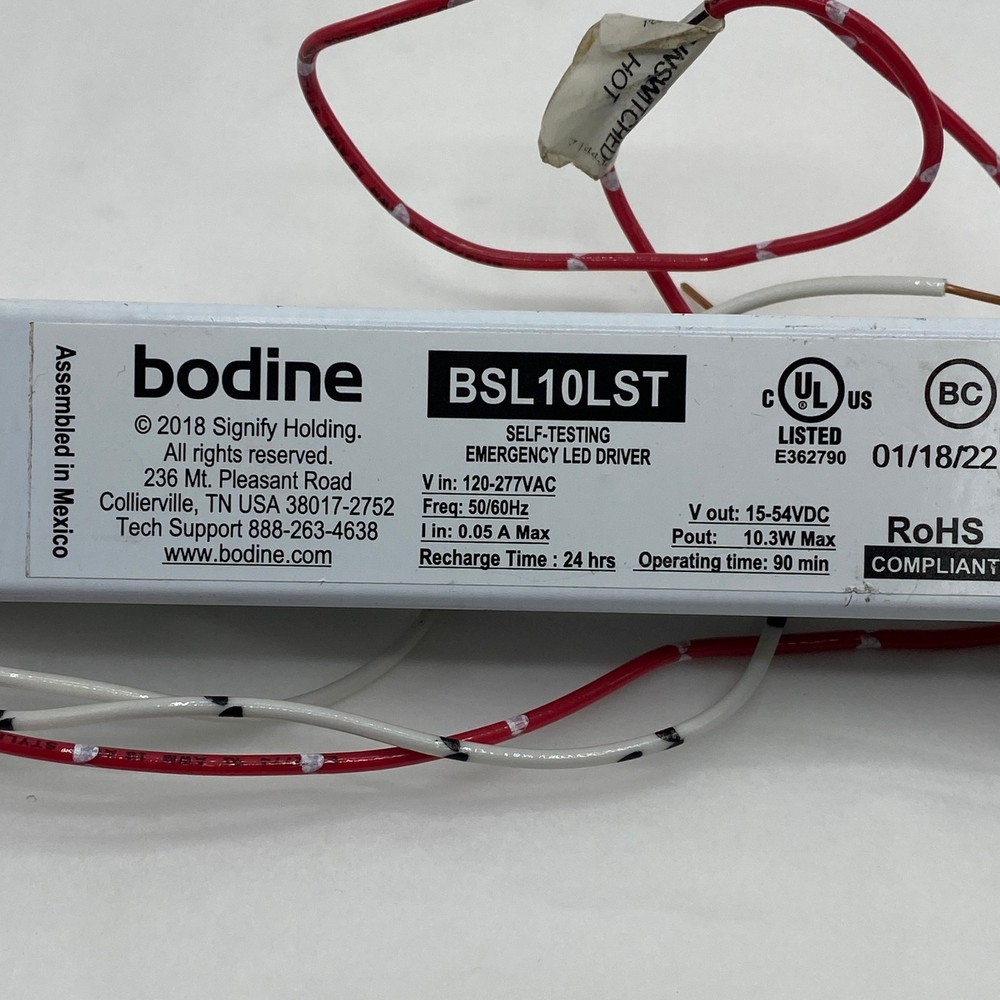 UNSWITCHED
HOT
Assembled in Mexico
bodine
© 2018 Signify Holding.
All rights reserved.
236 Mt. Pleasant Road
Collierville, TN USA 38017-2752
Tech Support 888-263-4638
www.bodine.com
BSL10LST
SELF-TESTING
EMERGENCY LED DRIVER
V in: 120-277VAC
Freq: 50/60Hz
I in: 0.05 A Max
Recharge Time : 24 hrs
V out: 15-54VDC
Pout: 10.3W Max
Operating time: 90 min
C UL ® US
LISTED
E362790
BC
01/18/22
RoHS
COMPLIANT